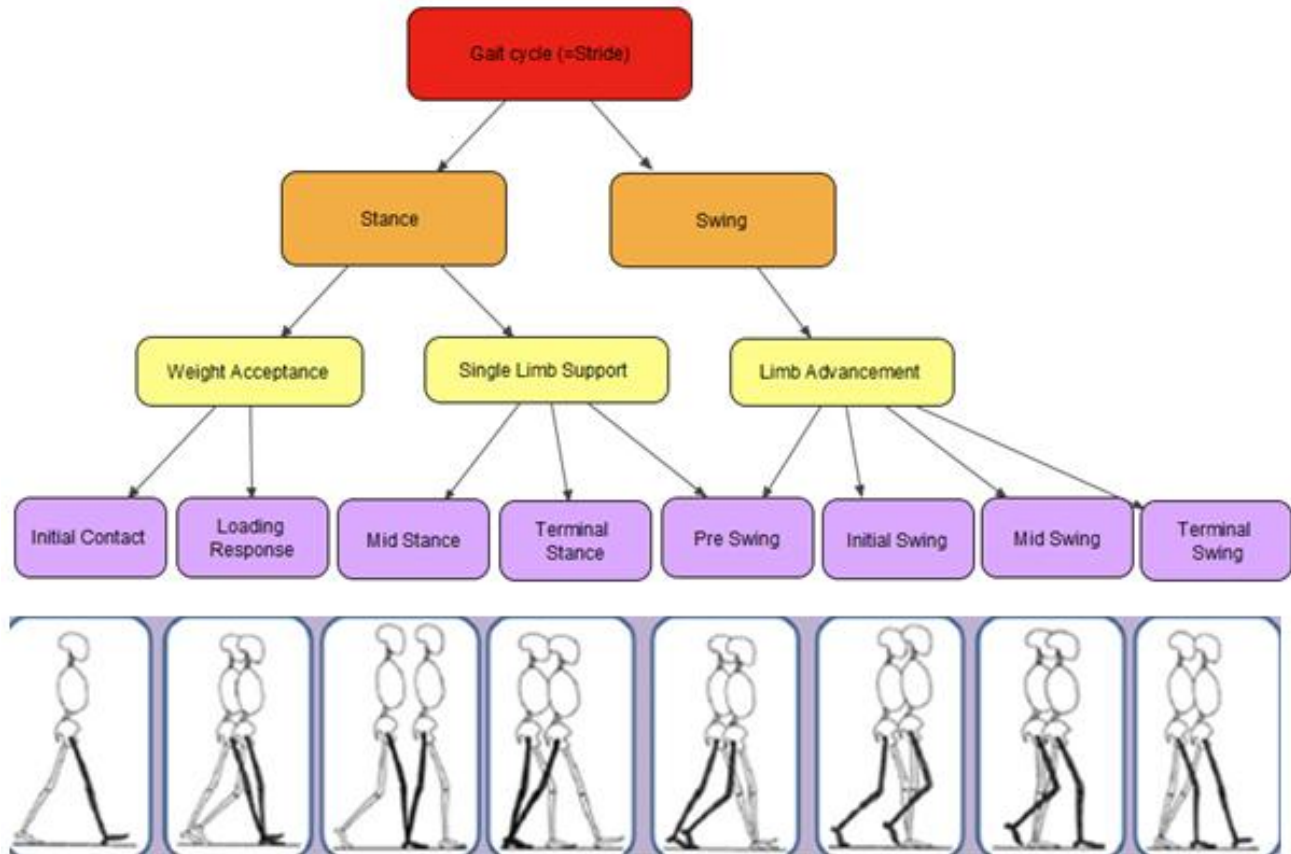 Gait cycle (=Stride)
Stance
Swing
Weight Acceptance
Single Limb Support
Limb Advancement
Initial Contact
Loading
Response
Mid Stance
Terminal
Stance
Pre Swing
Initial Swing
Mid Swing
Terminal
Swing